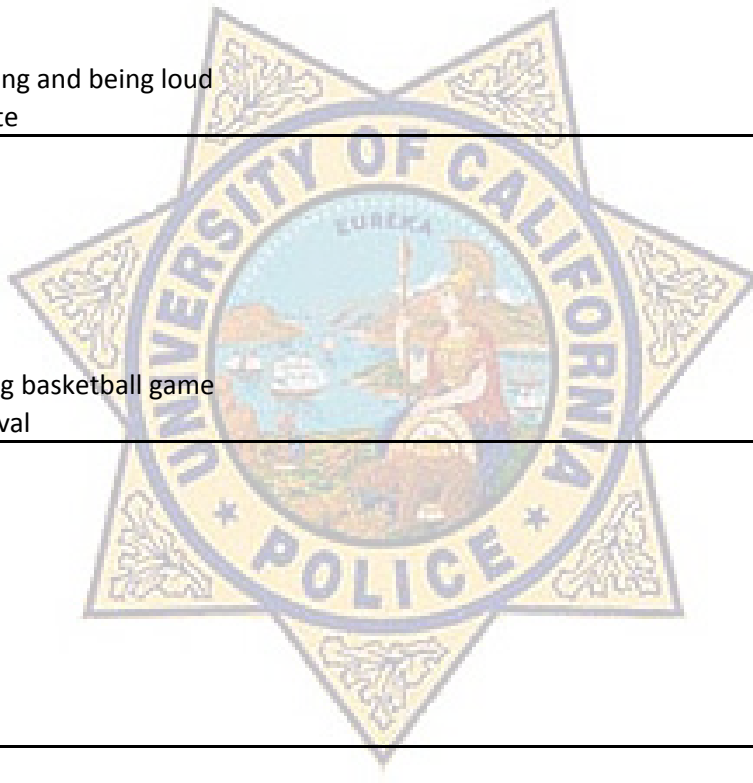 ng and being loud
te
UNIVERSITY OF CALIFORNIA
EUREKA
g basketball game
val
* POLICE *